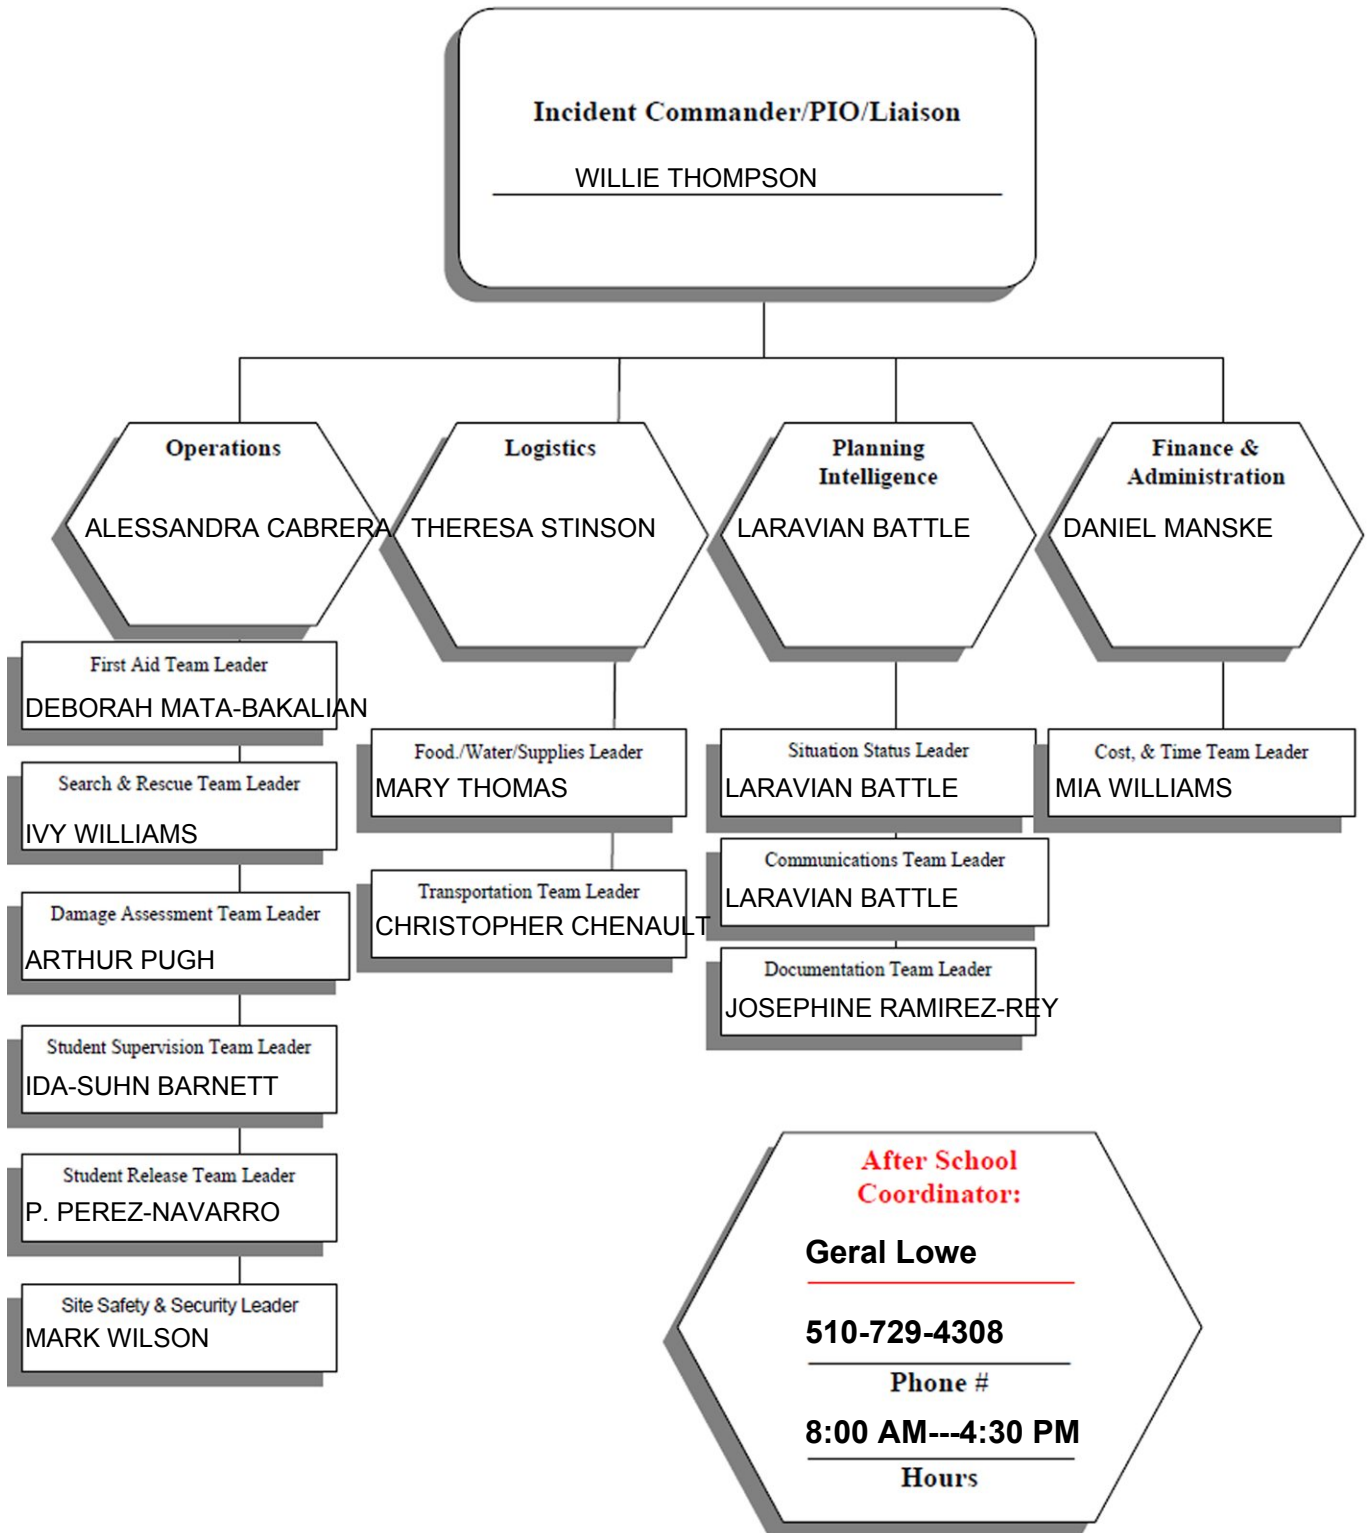 Incident Commander/PIO/Liaison
WILLIE THOMPSON
Operations
ALESSANDRA CABRERA
Logistics
THERESA STINSON
Planning
Intelligence
LARAVIAN BATTLE
Finance &
Administration
DANIEL MANSKE
First Aid Team Leader
DEBORAH MATA-BAKALIAN
Search & Rescue Team Leader
IVY WILLIAMS
Damage Assessment Team Leader
ARTHUR PUGH
Student Supervision Team Leader
IDA-SUHN BARNETT
Student Release Team Leader
P. PEREZ-NAVARRO
Site Safety & Security Leader
MARK WILSON
Food./Water/Supplies Leader
MARY THOMAS
Transportation Team Leader
CHRISTOPHER CHENAULT
Situation Status Leader
LARAVIAN BATTLE
Communications Team Leader
LARAVIAN BATTLE
Documentation Team Leader
JOSEPHINE RAMIREZ-REY
Cost, & Time Team Leader
MIA WILLIAMS
After School
Coordinator:
Geral Lowe
510-729-4308
Phone #
8:00 AM---4:30 PM
Hours